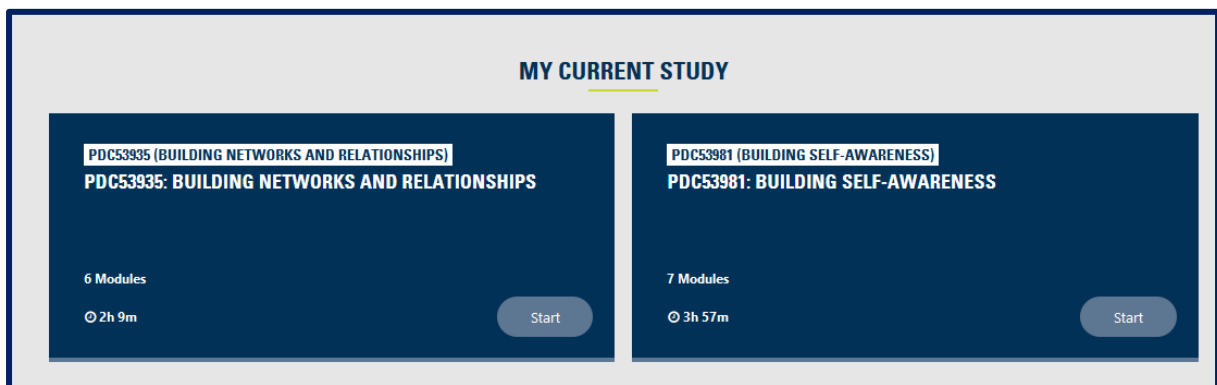 MY CURRENT STUDY
PDC53935 (BUILDING NETWORKS AND RELATIONSHIPS)
PDC53935: BUILDING NETWORKS AND RELATIONSHIPS
6 Modules
2h 9m
Start
PDC53981 (BUILDING SELF-AWARENESS)
PDC53981: BUILDING SELF-AWARENESS
7 Modules
3h 57m
Start